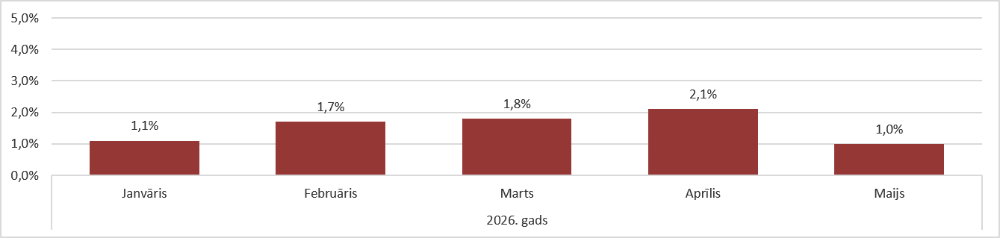 5,0%
4,0%
3,0%
2,0%
1,0%
0,0%
1,1%
1,7%
1,8%
2,1%
1,0%
Janvāris
Februāris
Marts
Aprīlis
Maijs
2026. gads